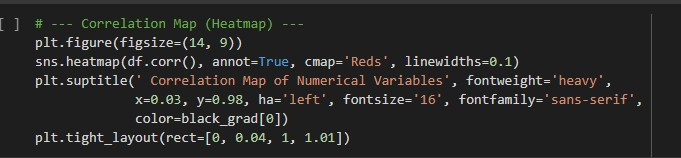 [ ] # --- Correlation Map (Heatmap) ---
plt.figure(figsize=(14, 9))
sns.heatmap(df.corr(), annot=True, cmap='Reds', linewidths=0.1)
plt.suptitle(' Correlation Map of Numerical Variables', fontweight='heavy',
             x=0.03, y=0.98, ha='left', fontsize='16', fontfamily='sans-serif',
             color=black_grad[0])
plt.tight_layout(rect=[0, 0.04, 1, 1.01])